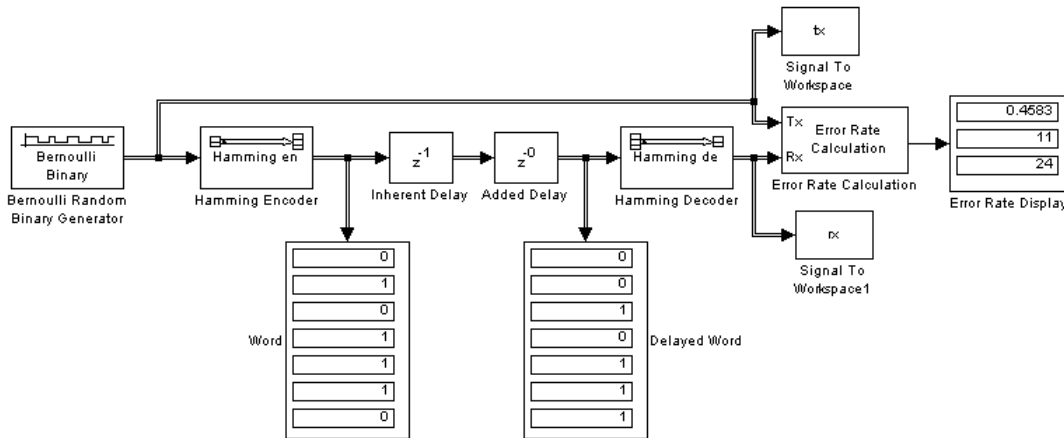 tx
Signal To
Workspace
Bernoulli
Binary
Bernoulli Random
Binary Generator
Hamming en
Hamming Encoder
z-1
Inherent Delay
z-0
Added Delay
Hamming de
Hamming Decoder
Tx
Rx
Error Rate
Calculation
Error Rate Calculation
0.4583
11
24
Error Rate Display
rx
Signal To
Workspace1
Word
0
1
0
1
1
1
0
0
0
1
0
1
1
1
Delayed Word